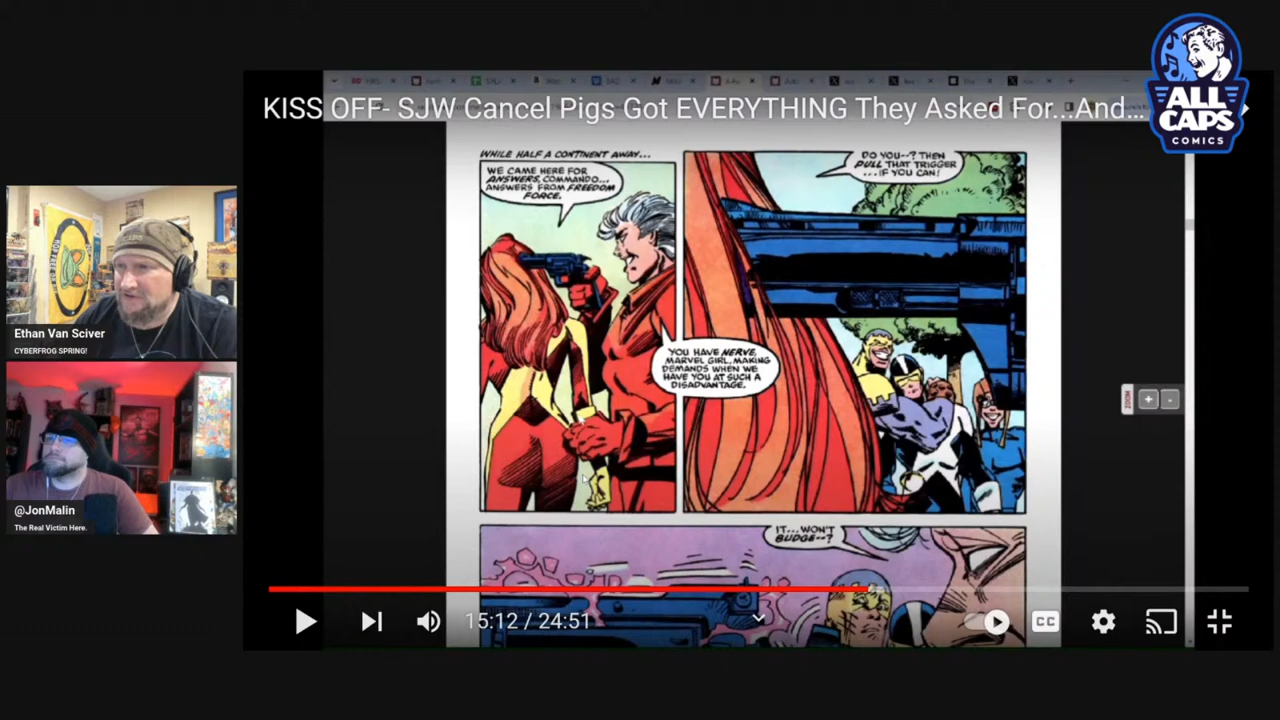 KISS OFF- SJW Cancel Pigs Got EVERYTHING They Asked For...And...
ALL
CAPS
COMICS
WHILE HALF A CONTINENT AWAY...
WE CAME HERE FOR
ANSWERS, COMMANDO...
ANSWERS FROM FREEDOM
FORCE.
DO YOU--? THEN
PULL THAT TRIGGER
...IF YOU CAN!
YOU HAVE NERVE,
MARVEL GIRL, MAKING
DEMANDS WHEN WE
HAVE YOU AT SUCH A
DISADVANTAGE.
IT...WON'T
BUDGE--?
ZOOM
+ -
Ethan Van Sciver
CYBERFROG SPRING!
@JonMalin
The Real Victim Here.
15:12 / 24:51
CC